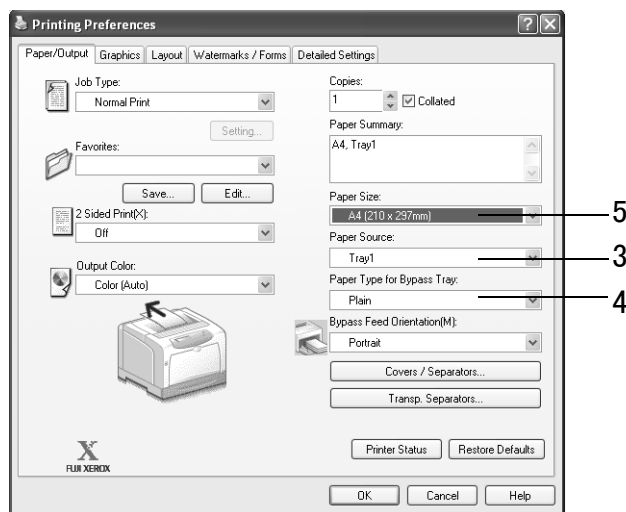 Printing Preferences
Paper/Output Graphics Layout Watermarks / Forms Detailed Settings
Job Type:
Normal Print
Setting...
Favorites:
Save... Edit...
2 Sided Print(X):
Off
Output Color:
Color (Auto)
Copies:
1 Collated
Paper Summary:
A4, Tray1
Paper Size:
A4 (210 x 297mm) 5
Paper Source:
Tray1 3
Paper Type for Bypass Tray:
Plain 4
Bypass Feed Orientation(M):
Portrait
Covers / Separators...
Transp. Separators...
X
FUJI XEROX
Printer Status Restore Defaults
OK Cancel Help